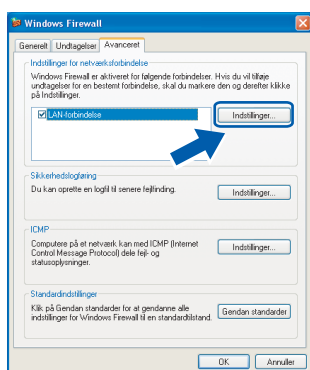 Windows Firewall
Generelt Undtagelser Avanceret
Indstillinger for netværksforbindelse
Windows Firewall er aktiveret for følgende forbindelser. Hvis du vil tilføje
undtagelser for en bestemt forbindelse, skal du markere den og derefter klikke
på Indstillinger.
LAN-forbindelse
Indstillinger...
Sikkerhedslogføring
Du kan oprette en logfil til senere fejlfinding.
Indstillinger...
ICMP
Computere på et netværk kan med ICMP (Internet
Control Message Protocol) dele fejl- og
statusoplysninger.
Indstillinger...
Standardindstillinger
Klik på Gendan standarder for at gendanne alle
indstillinger for Windows Firewall til en standardtilstand.
Gendan standarder
OK Annuller